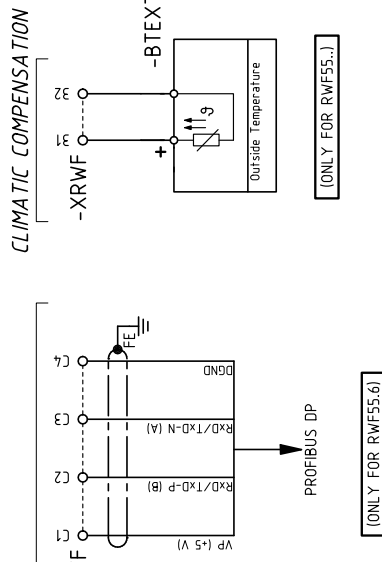 CLIMATIC COMPENSATION
-XRWF
32
31
-BTEXT
+
ϑ
Outside Temperature
(ONLY FOR RWF55..)
F
C1
C2
C3
C4
FE
VP (+5 V)
RxD/TxD-P (B)
RxD/TxD-N (A)
DGND
PROFIBUS DP
(ONLY FOR RWF55.6)